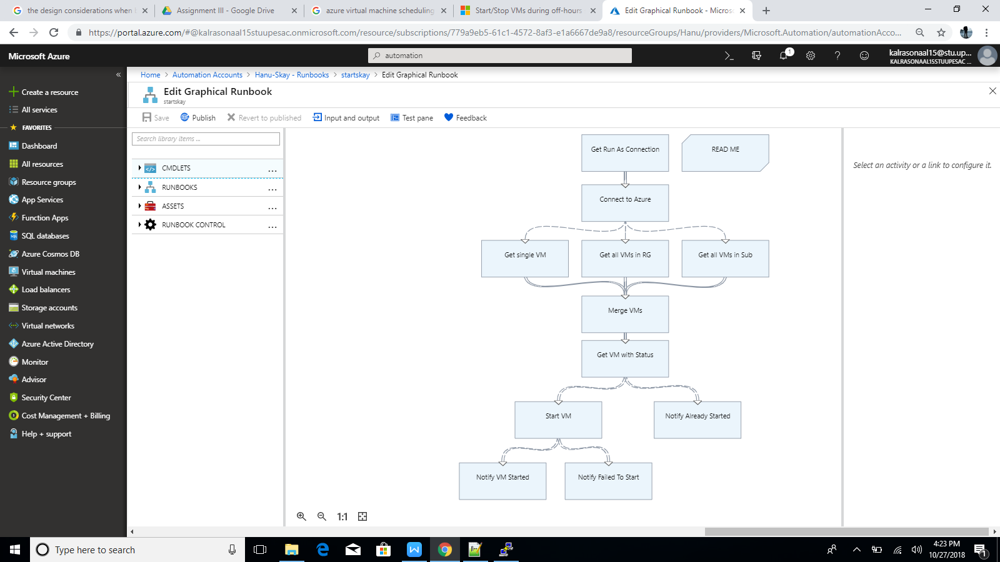 the design considerations when
Assignment III - Google Drive
azure virtual machine scheduling
Start/Stop VMs during off-hours
Edit Graphical Runbook - Micros
https://portal.azure.com/#@kalrasonaal15stuupesac.onmicrosoft.com/resource/subscriptions/779a9eb5-61c1-4572-8af3-e1a6667de9a8/resourceGroups/Hanu/providers/Microsoft.Automation/automationAcco...
Microsoft Azure
automation
1
kalrasonaal15@stu.up...
KALRASONAAL15STUUPESAC ...
Home > Automation Accounts > Hanu-Skay - Runbooks > startskay > Edit Graphical Runbook
Edit Graphical Runbook
startskay
Save
Publish
Revert to published
Input and output
Test pane
Feedback
Create a resource
All services
FAVORITES
Dashboard
All resources
Resource groups
App Services
Function Apps
SQL databases
Azure Cosmos DB
Virtual machines
Load balancers
Storage accounts
Virtual networks
Azure Active Directory
Monitor
Advisor
Security Center
Cost Management + Billing
Help + support
Search library items ...
CMDLETS
...
RUNBOOKS
...
ASSETS
...
RUNBOOK CONTROL
...
Get Run As Connection
READ ME
Connect to Azure
Get single VM
Get all VMs in RG
Get all VMs in Sub
Merge VMs
Get VM with Status
Start VM
Notify Already Started
Notify VM Started
Notify Failed To Start
1:1
Select an activity or a link to configure it.
Type here to search
4:23 PM
10/27/2018
1